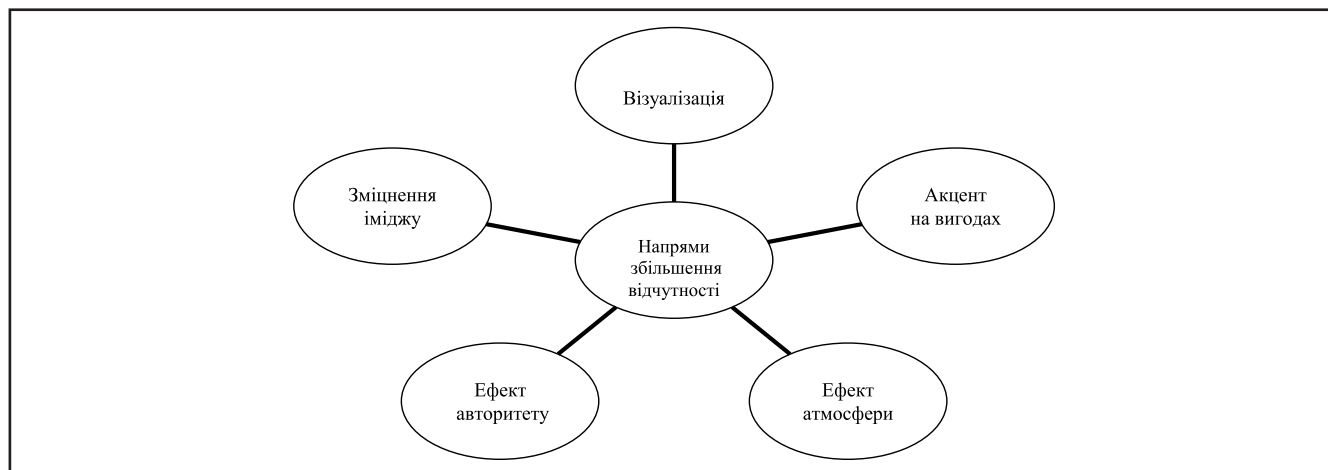 Візуалізація
Зміцнення
іміджу
Акцент
на вигодах
Напрями
збільшення
відчутності
Ефект
авторитету
Ефект
атмосфери